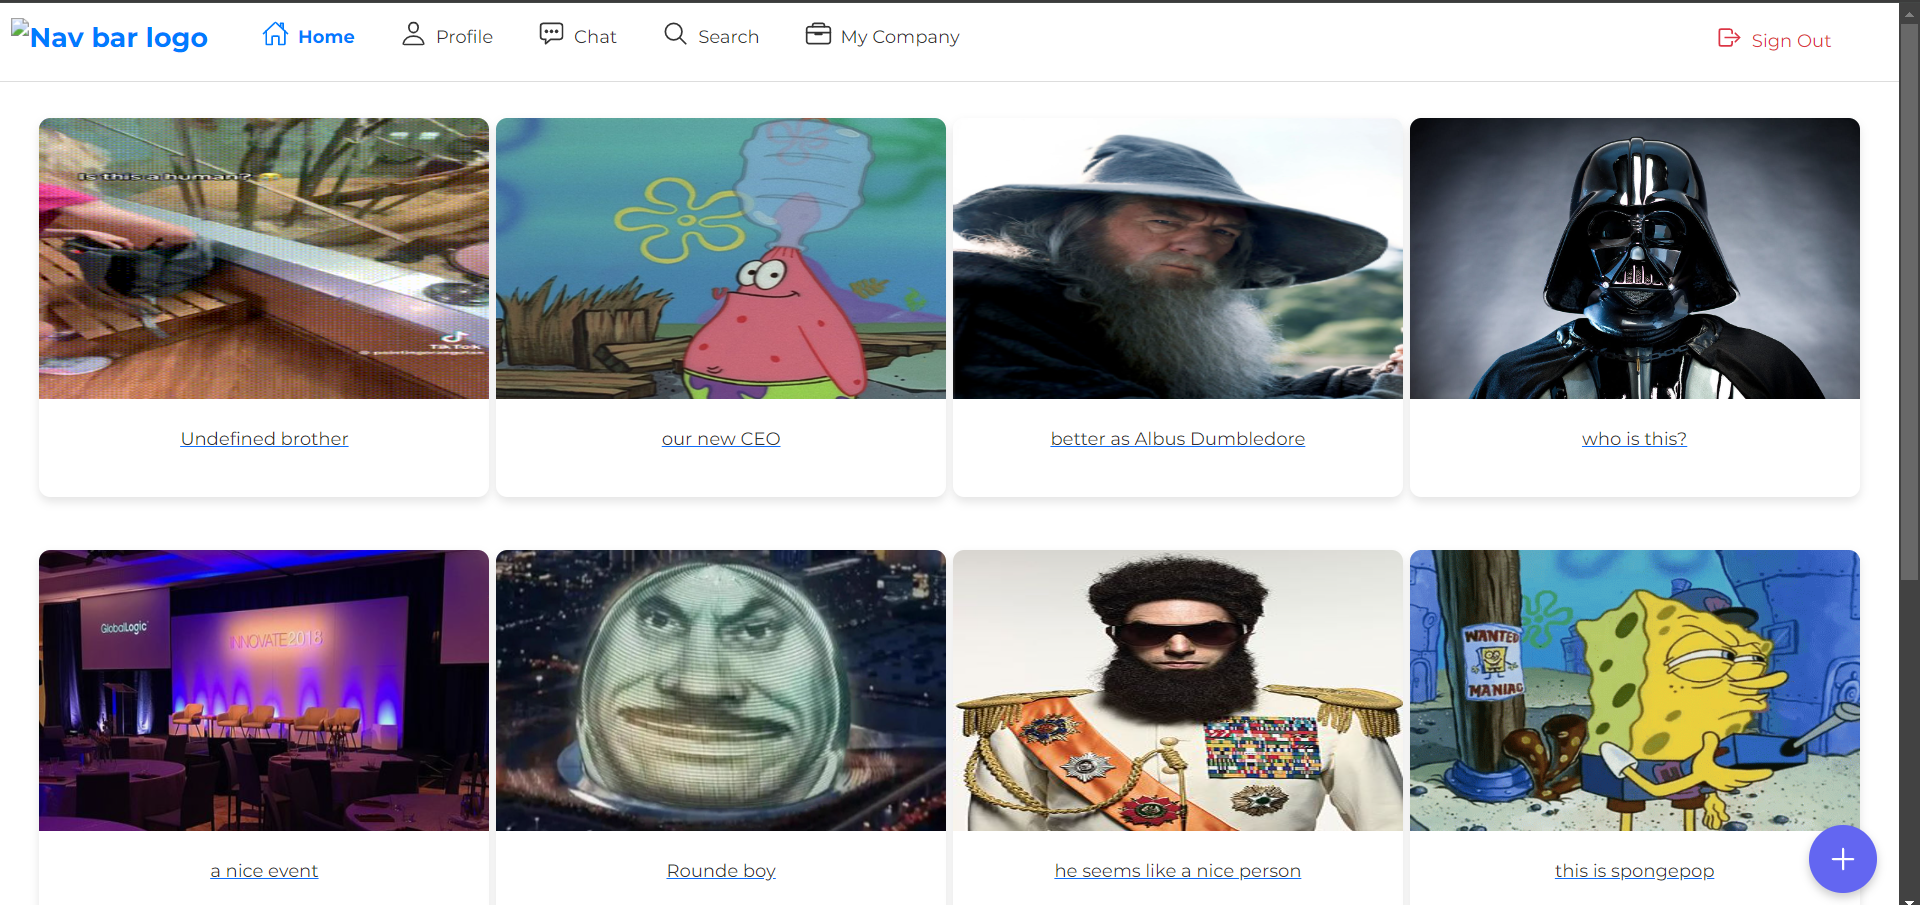 Nav bar logo
Home
Profile
Chat
Search
My Company
Sign Out
Is this a human?
TikTok
Undefined brother
our new CEO
better as Albus Dumbledore
who is this?
GlobalLogic
INNOVATE2018
WANTED
MANIAC
a nice event
Rounde boy
he seems like a nice person
this is spongepop